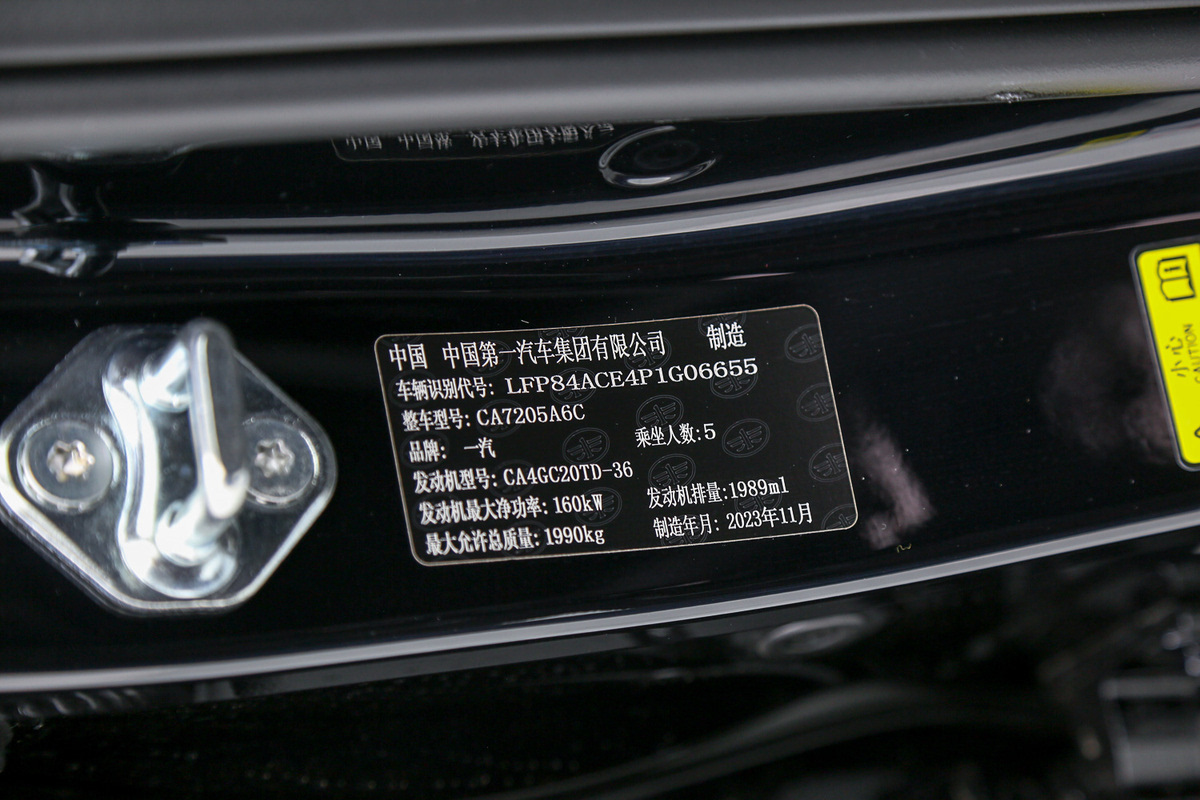 中国 中国第一汽车集团有限公司 制造
车辆识别代号: LFP84ACE4P1G06655
整车型号: CA7205A6C
品牌: 一汽 乘坐人数:5
发动机型号: CA4GC20TD-36
发动机最大净功率: 160kW 发动机排量:1989ml
最大允许总质量: 1990kg 制造年月: 2023年11月
小心
CAUTION